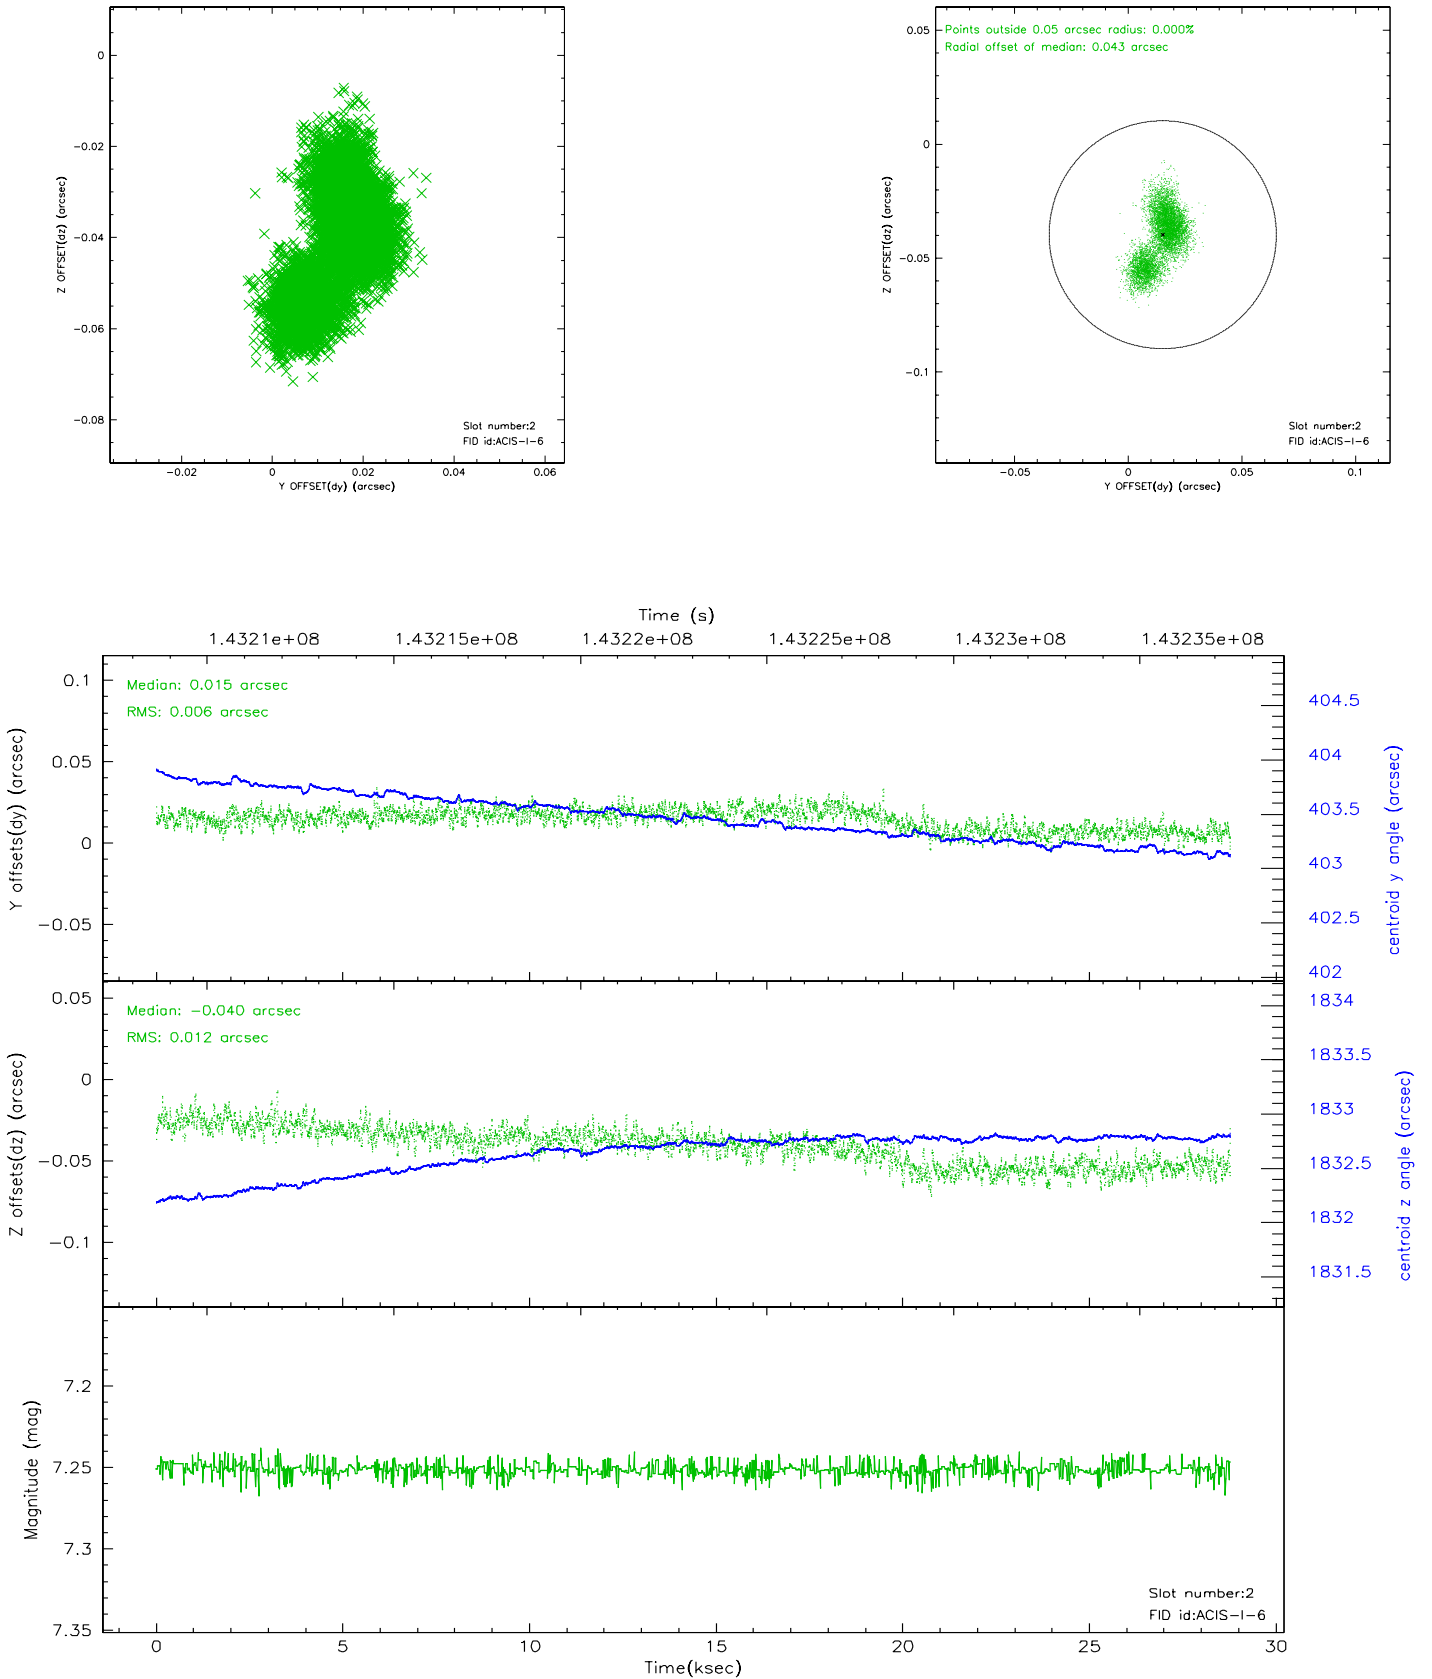 0
−0.02
−0.04
−0.06
−0.08
Z OFFSET(dz) (arcsec)
−0.02 0 0.02 0.04 0.06
Y OFFSET(dy) (arcsec)
Slot number:2
FID id:ACIS−I−6
Points outside 0.05 arcsec radius: 0.000%
Radial offset of median: 0.043 arcsec
0.05
0
−0.05
−0.1
Z OFFSET(dz) (arcsec)
−0.05 0 0.05 0.1
Y OFFSET(dy) (arcsec)
Slot number:2
FID id:ACIS−I−6
Time (s)
1.4321e+08 1.43215e+08 1.4322e+08 1.43225e+08 1.4323e+08 1.43235e+08
Median: 0.015 arcsec
RMS: 0.006 arcsec
0.1
0.05
0
−0.05
Y offsets(dy) (arcsec)
404.5
404
403.5
403
402.5
402
centroid y angle (arcsec)
Median: −0.040 arcsec
RMS: 0.012 arcsec
0.05
0
−0.05
−0.1
Z offsets(dz) (arcsec)
1834
1833.5
1833
1832.5
1832
1831.5
centroid z angle (arcsec)
7.2
7.25
7.3
7.35
Magnitude (mag)
Slot number:2
FID id:ACIS−I−6
0 5 10 15 20 25 30
Time(ksec)